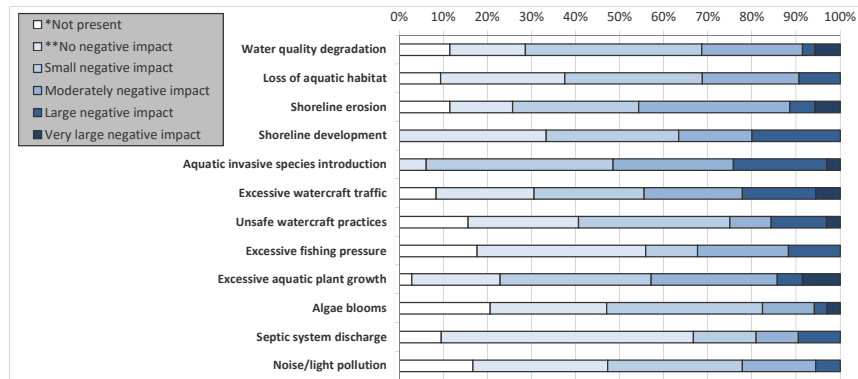 *Not present
**No negative impact
Small negative impact
Moderately negative impact
Large negative impact
Very large negative impact
0% 10% 20% 30% 40% 50% 60% 70% 80% 90% 100%
Water quality degradation
Loss of aquatic habitat
Shoreline erosion
Shoreline development
Aquatic invasive species introduction
Excessive watercraft traffic
Unsafe watercraft practices
Excessive fishing pressure
Excessive aquatic plant growth
Algae blooms
Septic system discharge
Noise/light pollution